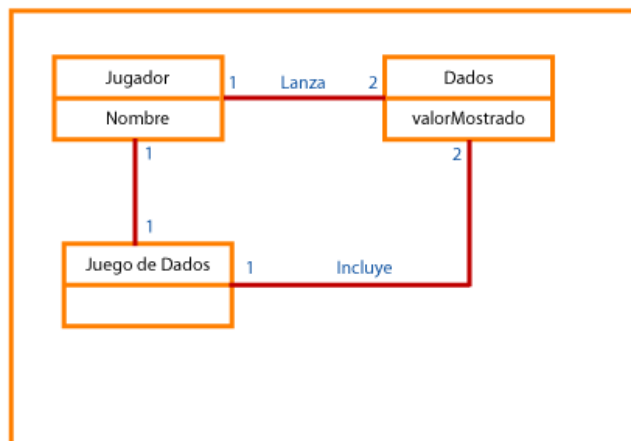 Jugador
1 Lanza 2
Dados
Nombre
valorMostrado
1
2
1
Juego de Dados
1 Incluye